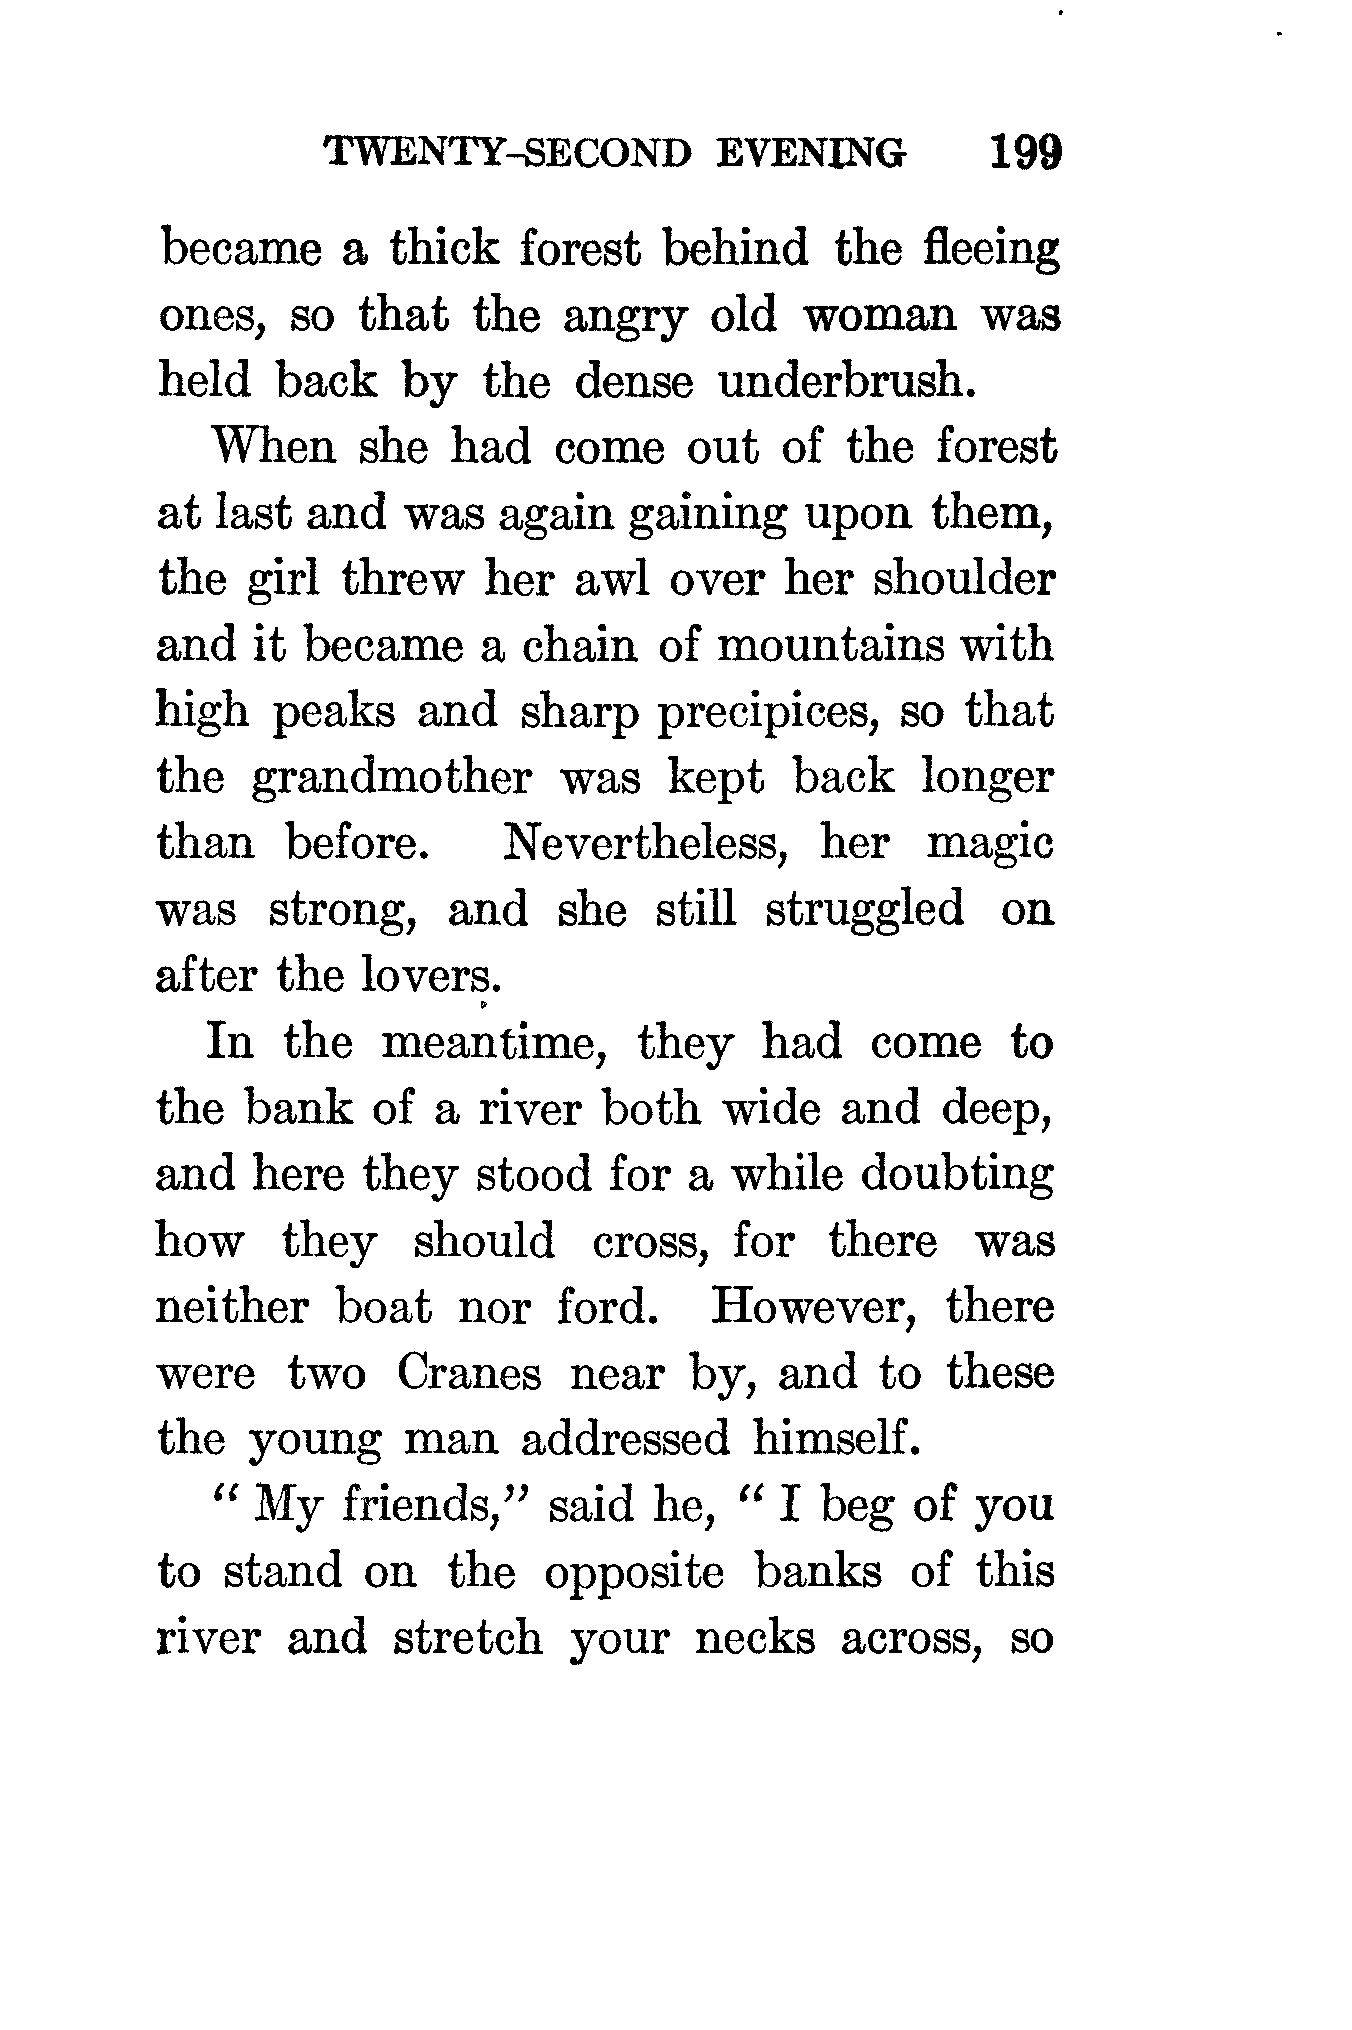 TWENTY-SECOND EVENING 199
became a thick forest behind the fleeing
ones, so that the angry old woman was
held back by the dense underbrush.
When she had come out of the forest
at last and was again gaining upon them,
the girl threw her awl over her shoulder
and it became a chain of mountains with
high peaks and sharp precipices, so that
the grandmother was kept back longer
than before. Nevertheless, her magic
was strong, and she still struggled on
after the lovers.
In the meantime, they had come to
the bank of a river both wide and deep,
and here they stood for a while doubting
how they should cross, for there was
neither boat nor ford. However, there
were two Cranes near by, and to these
the young man addressed himself.
“ My friends,” said he, “ I beg of you
to stand on the opposite banks of this
river and stretch your necks across, so